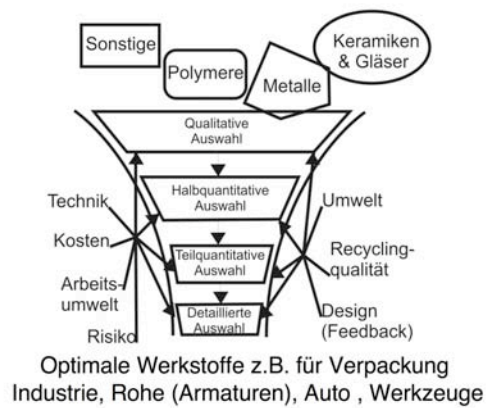 Sonstige
Polymere
Metalle
Keramiken
& Gläser
Qualitative
Auswahl
Halbquantitative
Auswahl
Teilquantitative
Auswahl
Detaillierte
Auswahl
Technik
Kosten
Arbeits-
umwelt
Risiko
Umwelt
Recycling-
qualität
Design
(Feedback)
Optimale Werkstoffe z.B. für Verpackung
Industrie, Rohe (Armaturen), Auto , Werkzeuge